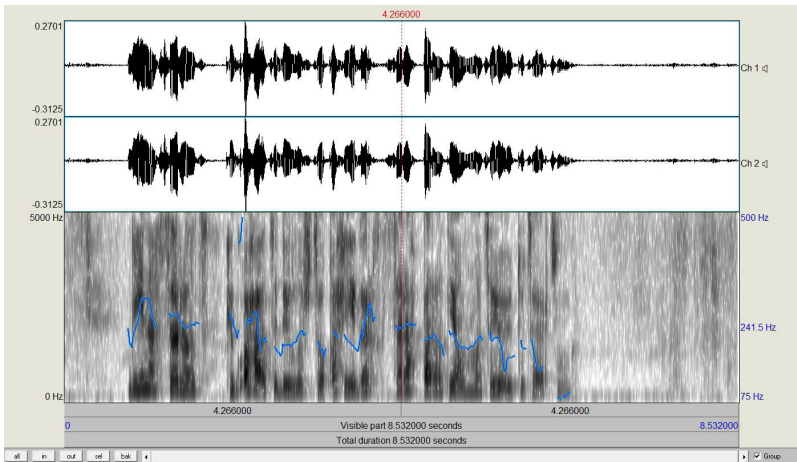 4.266000
0.2701
Ch 1
-0.3125
0.2701
Ch 2
-0.3125
5000 Hz
500 Hz
241.5 Hz
0 Hz
75 Hz
4.266000
4.266000
0
Visible part 8.532000 seconds
8.532000
Total duration 8.532000 seconds
all
in
out
sel
bak
Group